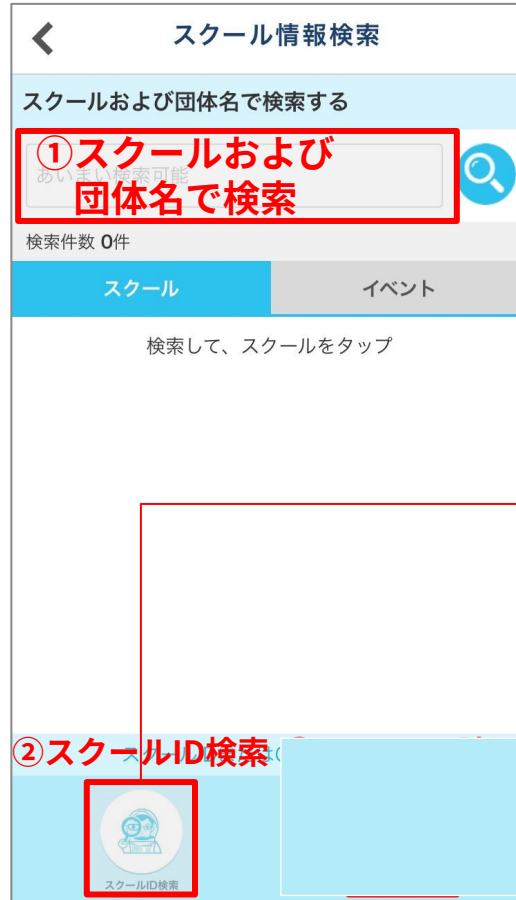 スクール情報検索
スクールおよび団体名で検索する
①スクールおよび
団体名で検索
あいまい検索可能
検索件数 0件
スクール
イベント
検索して、スクールをタップ
②スクールID検索
スクールID検索